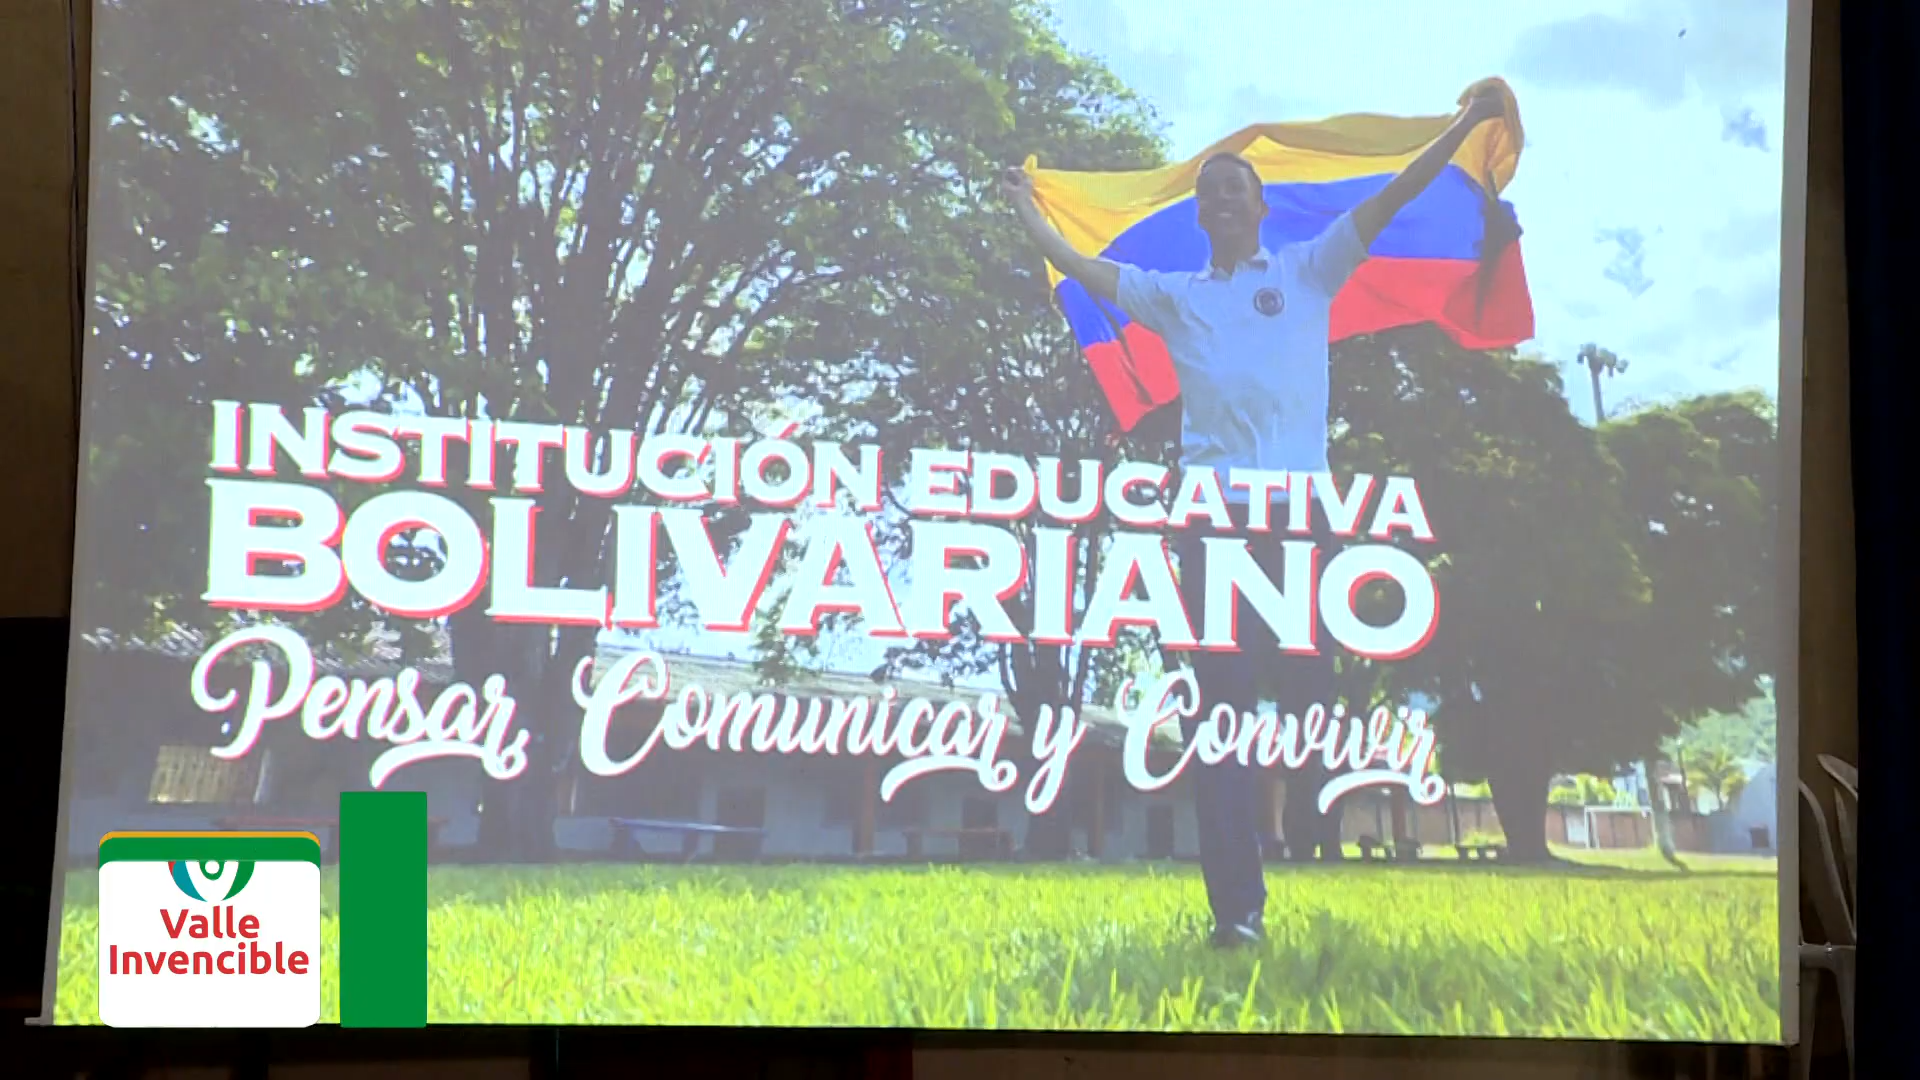 INSTITUCIÓN EDUCATIVA
BOLIVARIANO
Pensar, Comunicar y Convivir
Valle
Invencible